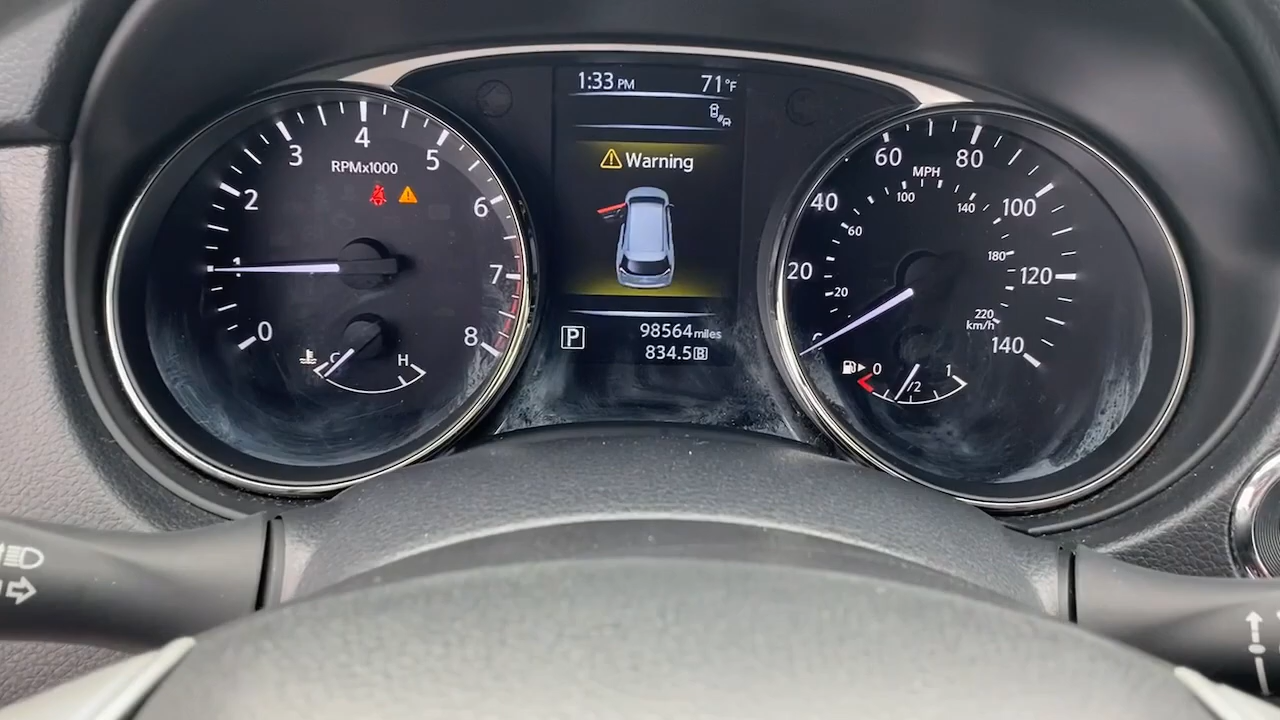 1:33 PM 71°F
Warning
P 98564 miles
834.5 B
RPMx1000
0
1
2
3
4
5
6
7
8
C H
MPH
0
20
40
60
80
100
120
140
20
60
100
140
180
220
km/h
0 1/2 1